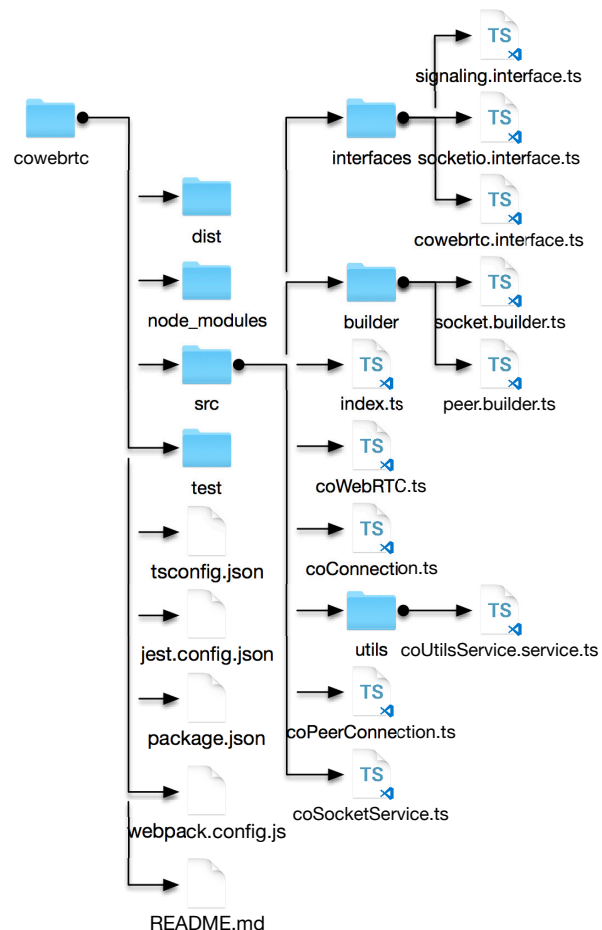 TS
signaling.interface.ts
cowebrtc
interfaces
TS
socketio.interface.ts
TS
cowebrtc.interface.ts
dist
node_modules
builder
TS
socket.builder.ts
src
TS
index.ts
TS
peer.builder.ts
test
TS
coWebRTC.ts
tsconfig.json
TS
coConnection.ts
jest.config.json
utils
TS
coUtilsService.service.ts
package.json
TS
coPeerConnection.ts
webpack.config.js
TS
coSocketService.ts
README.md